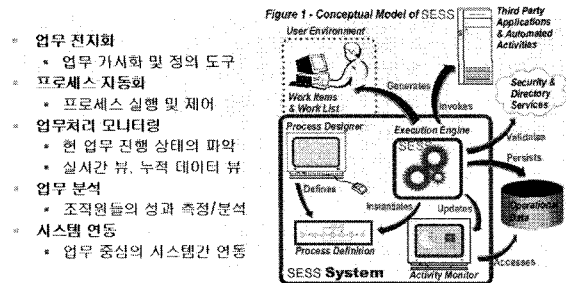 업무 전자화
업무 가시화 및 정의 도구
프로세스 자동화
프로세스 실행 및 제어
업무처리 모니터링
현 업무 진행 상태의 파악
실시간 뷰, 누적 데이터 뷰
업무 분석
조직원들의 성과 측정/분석
시스템 연동
업무 중심의 시스템간 연동
Figure 1 - Conceptual Model of SESS
User Environment
Third Party
Applications
& Automated
Activities
Generates
Invokes
Security &
Directory
Services
Work Items
& Work List
Process Designer
Execution Engine
SESS
Validates
Persists
Defines
Instantiates
Updates
Operational
Data
Process Definition
Activity Monitor
Accesses
SESS System